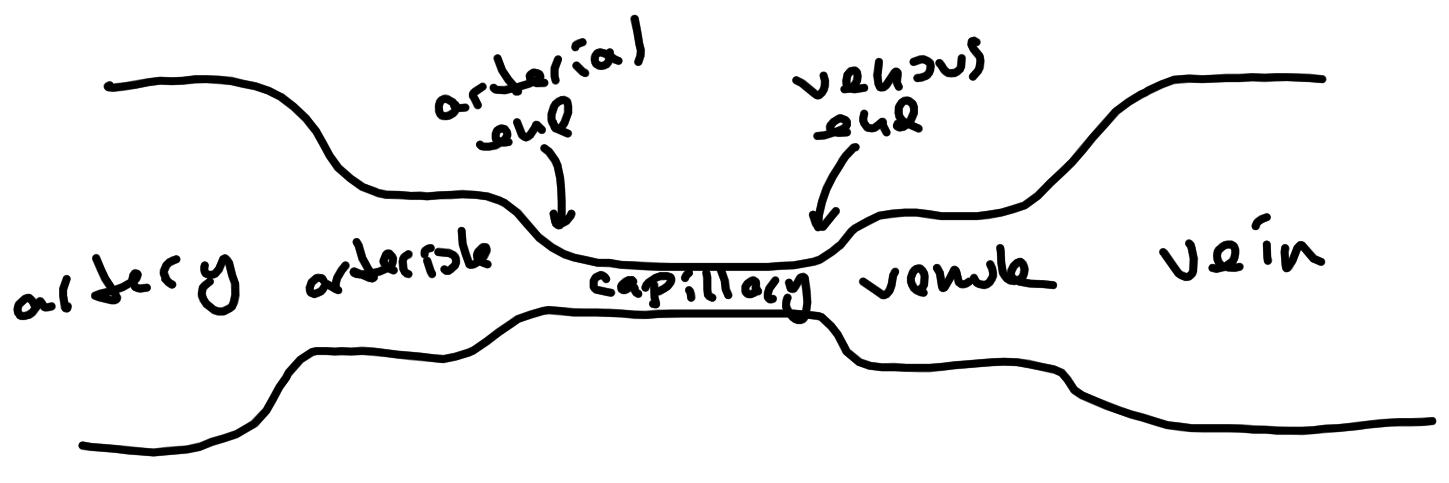 arterial
end
venous
end
artery
arteriole
capillary
venule
vein